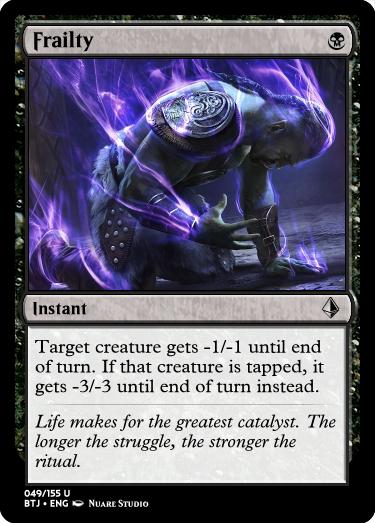 Frailty
Instant
Target creature gets -1/-1 until end
of turn. If that creature is tapped, it
gets -3/-3 until end of turn instead.
Life makes for the greatest catalyst. The
longer the struggle, the stronger the
ritual.
049/155 U
BTJ • ENG Nuare Studio